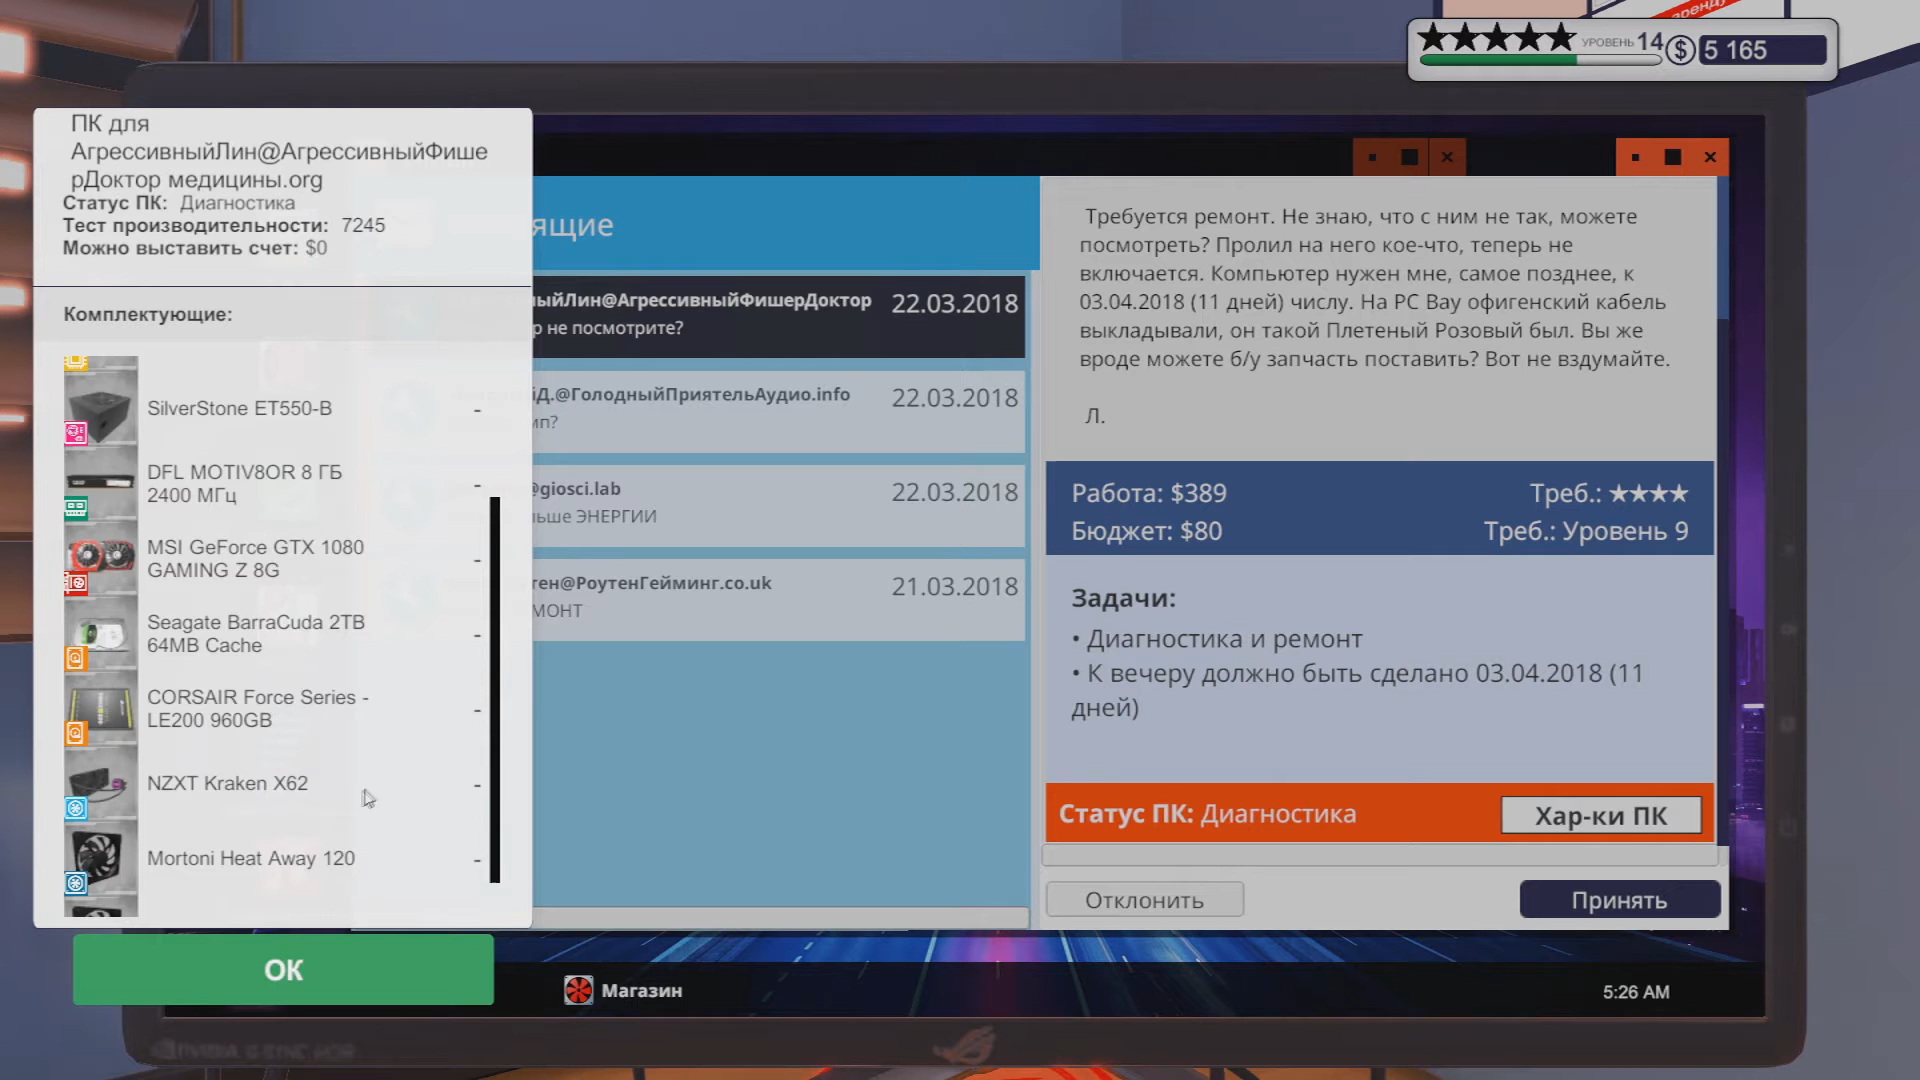 аренду
УРОВЕНЬ 14 $ 5 165
ПК для
АгрессивныйЛин@АгрессивныйФише
рДоктор медицины.org
Статус ПК: Диагностика
Тест производительности: 7245
Можно выставить счет: $0
Комплектующие:
SilverStone ET550-B -
DFL MOTIV8OR 8 ГБ
2400 МГц -
MSI GeForce GTX 1080
GAMING Z 8G -
Seagate BarraCuda 2TB
64MB Cache -
CORSAIR Force Series -
LE200 960GB -
NZXT Kraken X62 -
Mortoni Heat Away 120 -
OK
ящие
ыйЛин@АгрессивныйФишерДоктор 22.03.2018
р не посмотрите?
йД.@ГолодныйПриятельАудио.info 22.03.2018
ип?
@giosci.lab 22.03.2018
льше ЭНЕРГИИ
тен@РоутенГейминг.co.uk 21.03.2018
МОНТ
Требуется ремонт. Не знаю, что с ним не так, можете
посмотреть? Пролил на него кое-что, теперь не
включается. Компьютер нужен мне, самое позднее, к
03.04.2018 (11 дней) числу. На PC Bay офигенский кабель
выкладывали, он такой Плетеный Розовый был. Вы же
вроде можете б/у запчасть поставить? Вот не вздумайте.
Л.
Работа: $389 Треб.: ★★★★
Бюджет: $80 Треб.: Уровень 9
Задачи:
• Диагностика и ремонт
• К вечеру должно быть сделано 03.04.2018 (11
дней)
Статус ПК: Диагностика Хар-ки ПК
Отклонить Принять
Магазин 5:26 AM
NVIDIA G-SYNC HDR